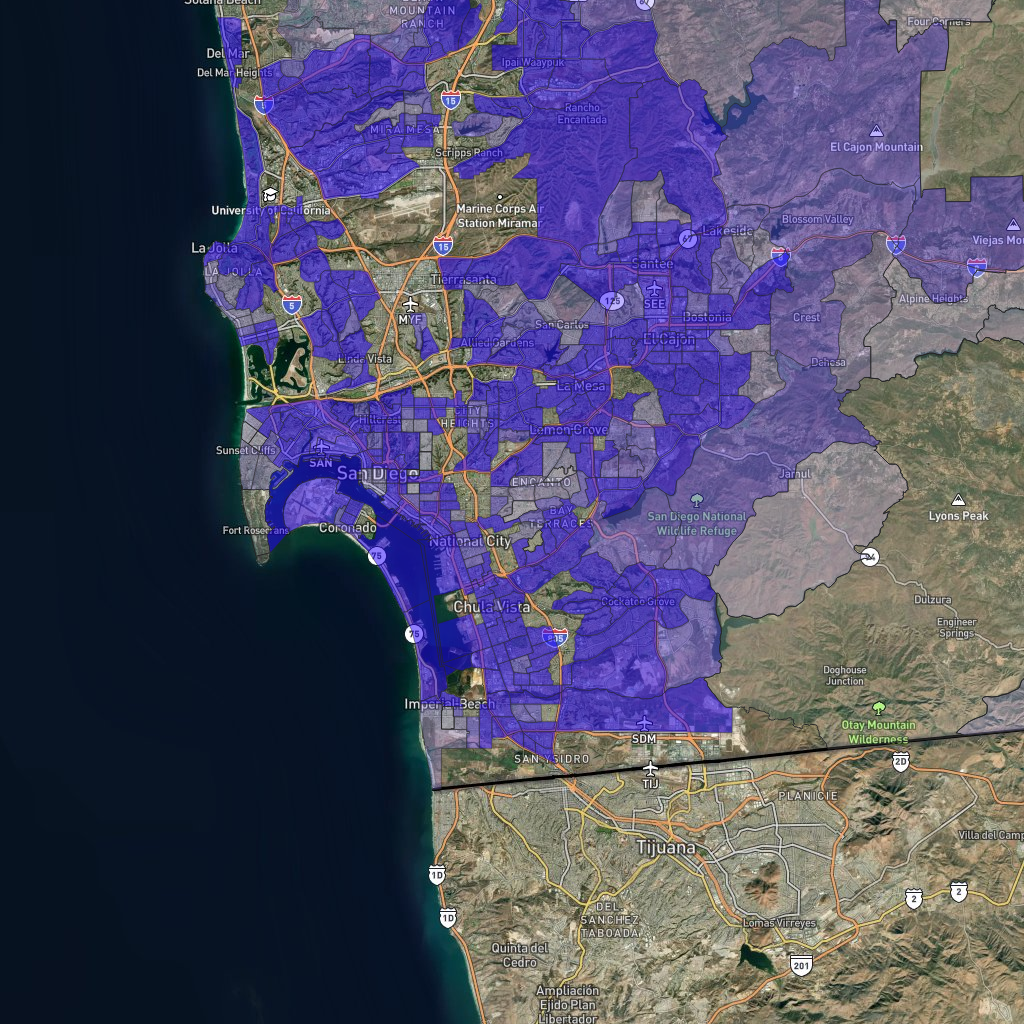 Solana Beach
MOUNTAIN
RANCH
Four Corners
Del Mar
Del Mar Heights
Ipai Waaypuk
5
15
Rancho
Encantada
MIRA MESA
El Cajon Mountain
Scripps Ranch
University of California
Marine Corps Air
Station Miramar
Blossom Valley
Lakeside
67
Viejas Mou
La Jolla
15
8
8
8
LA JOLLA
Tierrasanta
Santee
5
MYF
125
SEE
Alpine Heights
San Carlos
Bostonia
Crest
Allied Gardens
El Cajon
Linda Vista
Dehesa
La Mesa
Hillcrest
CITY
HEIGHTS
Lemon Grove
Sunset Cliffs
SAN
San Diego
ENCANTO
Jamul
Lyons Peak
BAY
TERRACES
San Diego National
Wildlife Refuge
Fort Rosecrans
Coronado
National City
75
94
Chula Vista
Cockatoo Grove
Dulzura
Engineer
Springs
75
805
Doghouse
Junction
Imperial Beach
Otay Mountain
Wilderness
SDM
SAN YSIDRO
2D
TIJ
PLANICIE
Tijuana
Villa del Camp
1D
2
2
DEL
SANCHEZ
TABOADA
1D
Lomas Virreyes
Quinta del
Cedro
201
Ampliación
Ejido Plan
Libertador